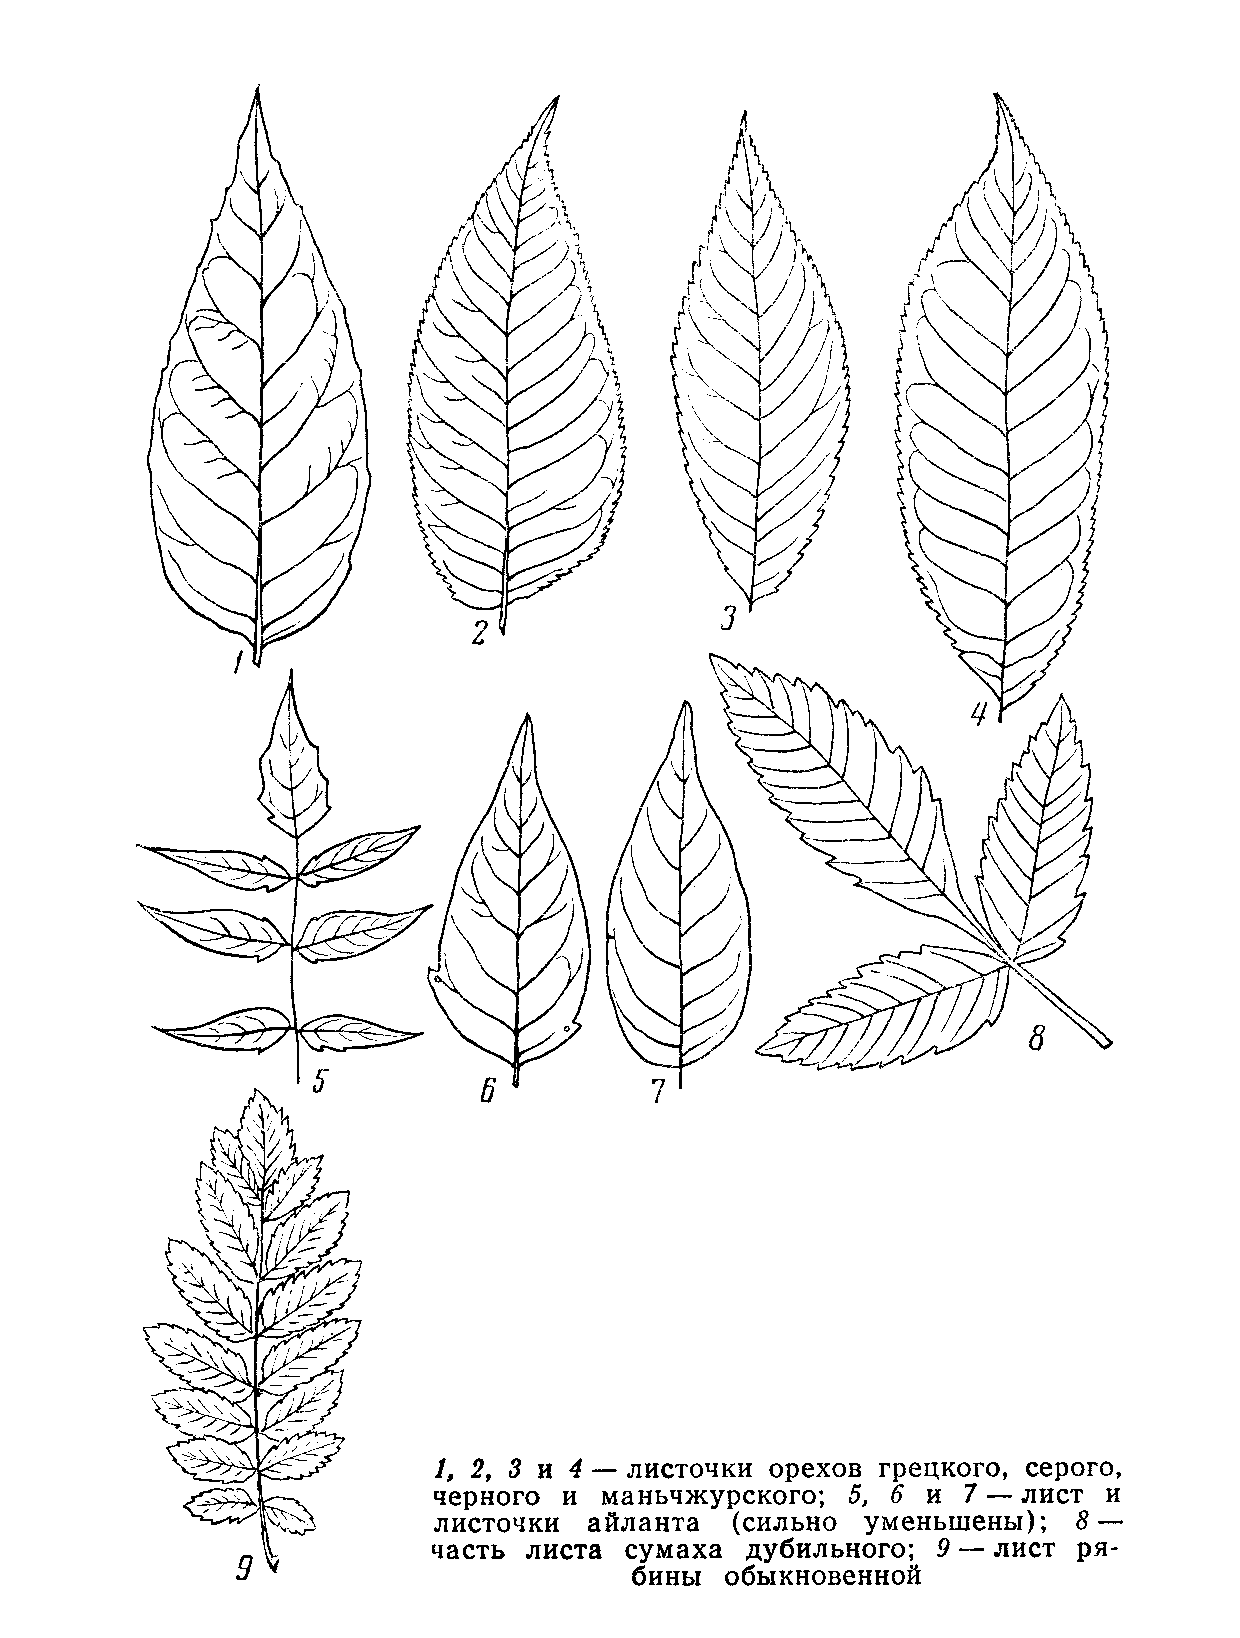 1
2
3
4
5
6
7
8
9
1, 2, 3 и 4 — листочки орехов грецкого, серого,
черного и маньчжурского; 5, 6 и 7 — лист и
листочки айланта (сильно уменьшены); 8 —
часть листа сумаха дубильного; 9 — лист ря-
бины обыкновенной